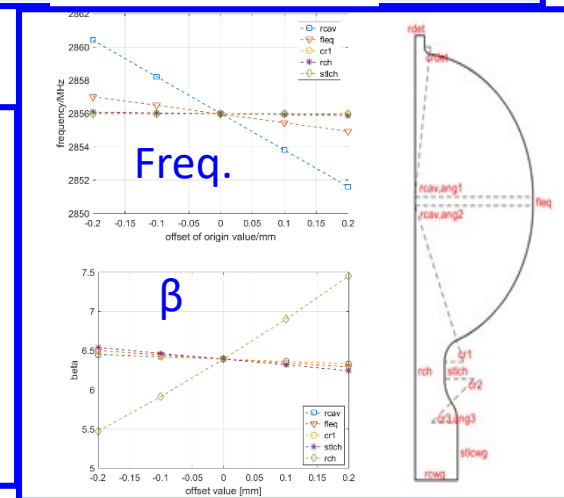 2862
2860
2858
2856
2854
2852
2850
frequency/MHz
-0.2 -0.15 -0.1 -0.05 0 0.05 0.1 0.15 0.2
offset of origin value/mm
rcav
fleq
cr1
rch
stlch
Freq.
7.5
7
6.5
6
5.5
5
beta
-0.2 -0.15 -0.1 -0.05 0 0.05 0.1 0.15 0.2
offset value [mm]
β
rcav
fleq
cr1
stlch
rch
rdet
crdet
rcav,ang1
fleq
rcav,ang2
cr1
rch
stlch
cr2
cr3,ang3
stlcwg
rcwg